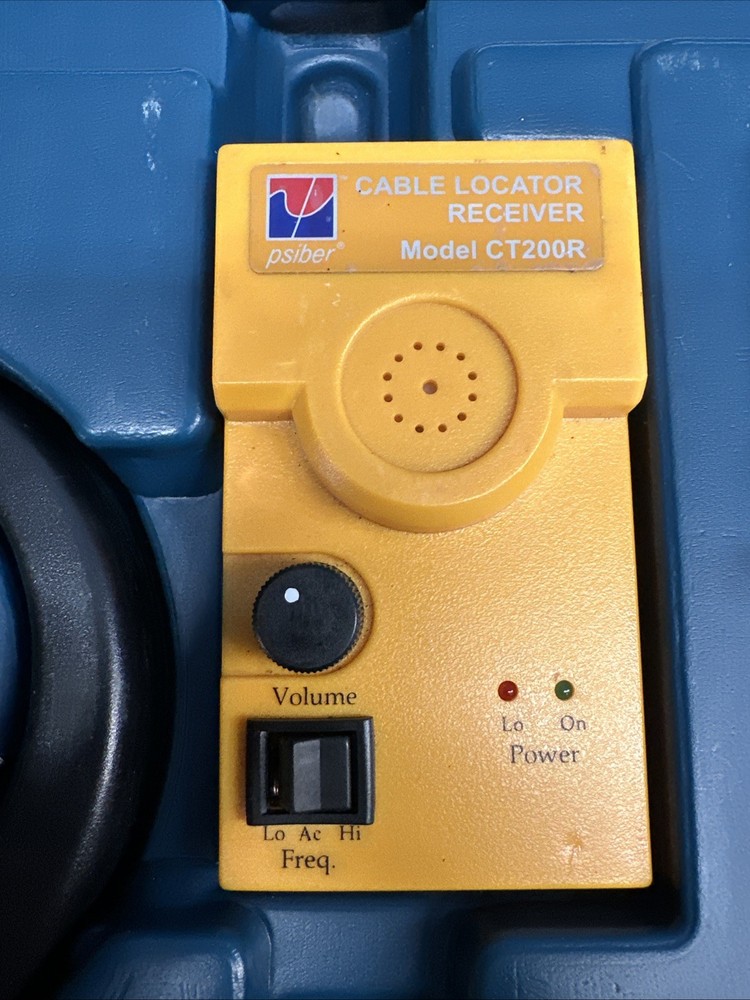 CABLE LOCATOR
RECEIVER
psiber®
Model CT200R
Volume
Lo On
Power
Lo Ac Hi
Freq.